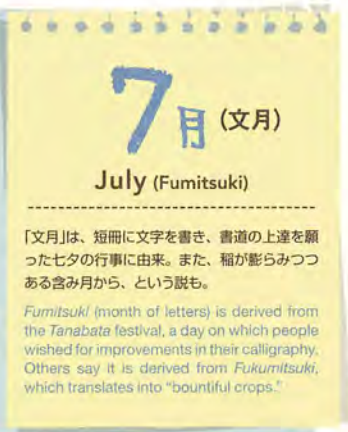 7月 (文月)
July (Fumitsuki)
「文月」は、短冊に文字を書き、書道の上達を願
った七夕の行事に由来。また、稲が膨らみつつ
ある含み月から、という説も。
Fumitsuki (month of letters) is derived from
the Tanabata festival, a day on which people
wished for improvements in their calligraphy.
Others say it is derived from Fukumitsuki,
which translates into “bountiful crops.”